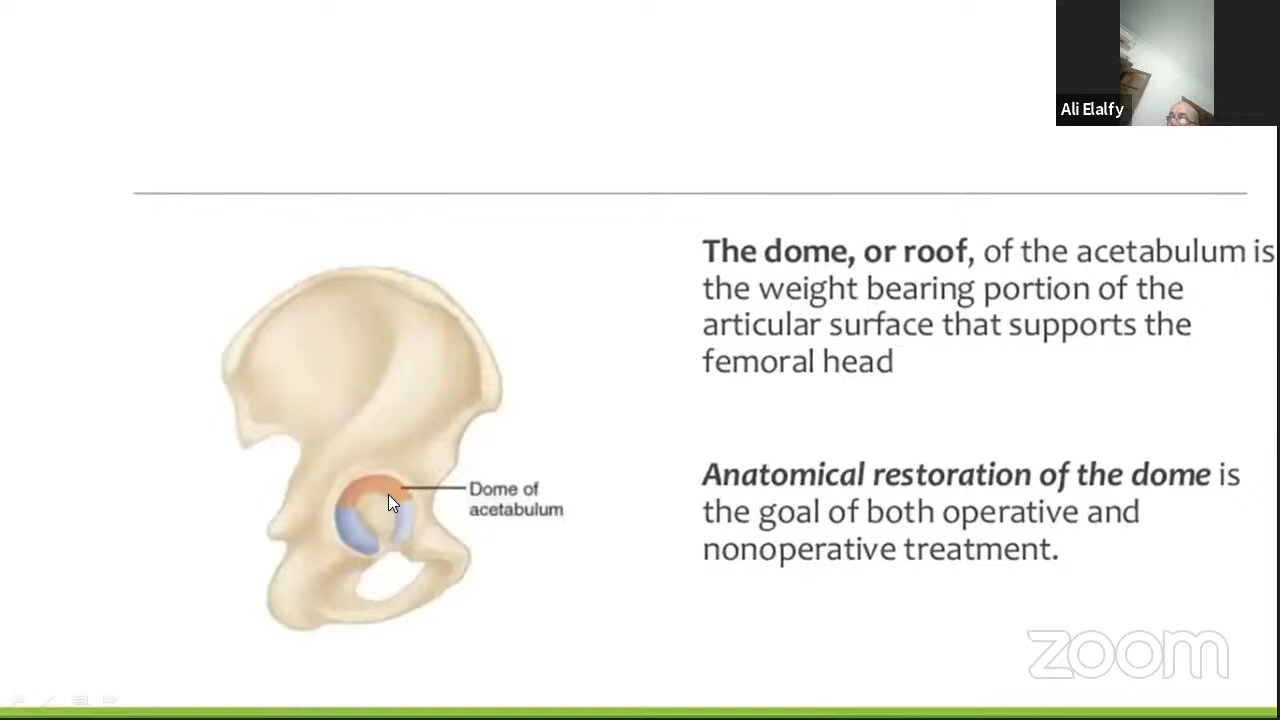 Ali Elalfy
The dome, or roof, of the acetabulum is
the weight bearing portion of the
articular surface that supports the
femoral head
Dome of
acetabulum
Anatomical restoration of the dome is
the goal of both operative and
nonoperative treatment.
zoom